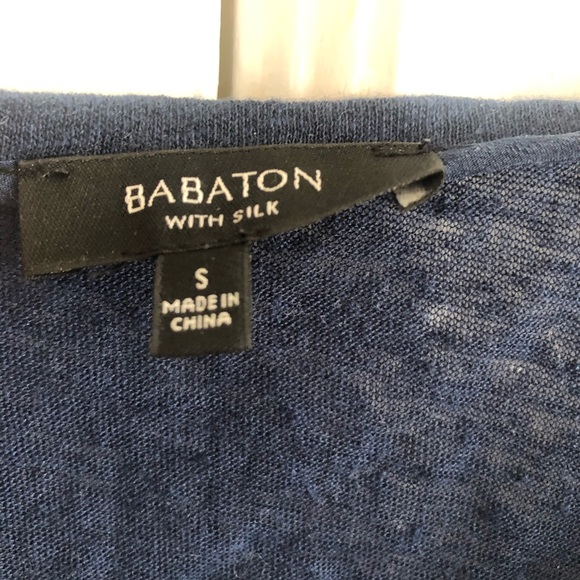 BABATON
WITH SILK
S
MADE IN
CHINA